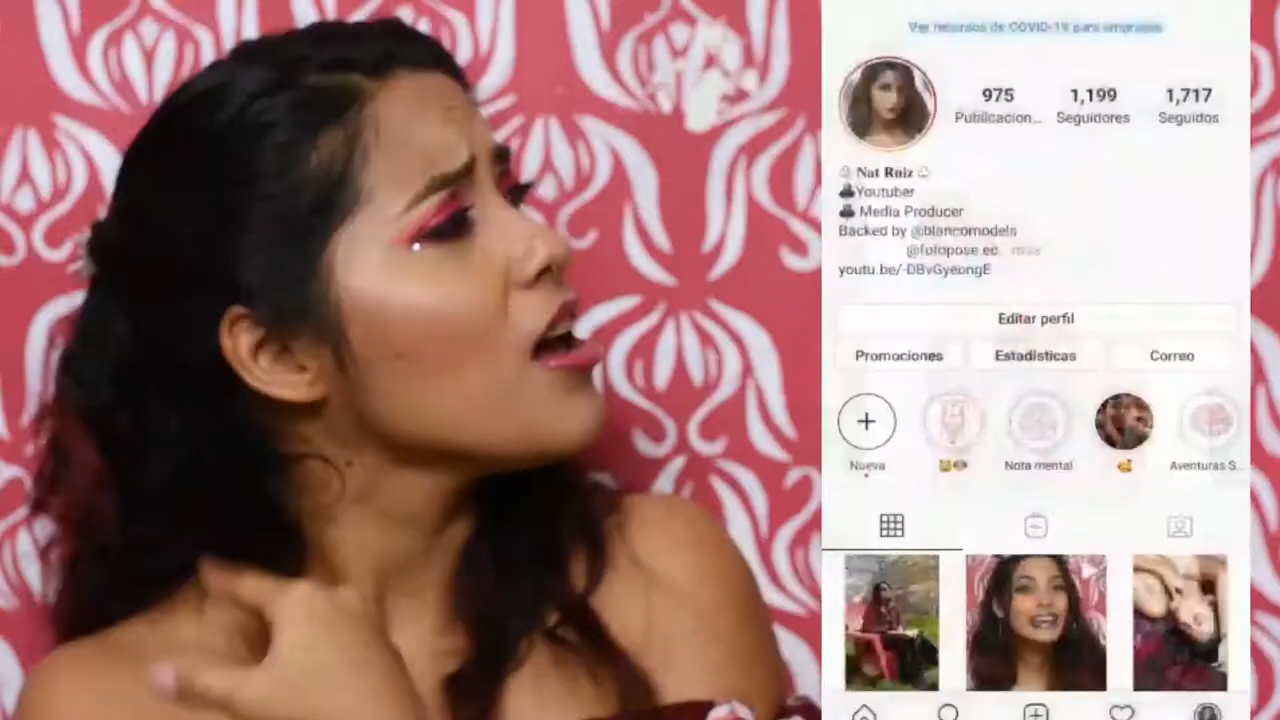 Ver recursos de COVID-19 para empresas
975 1,199 1,717
Publicacion... Seguidores Seguidos
Nat Ruiz
Youtuber
Media Producer
Backed by @blancomodels
@fotopose.ec... más
youtu.be/-DBvGyeongE
Editar perfil
Promociones Estadísticas Correo
Nueva Nota mental Aventuras S...